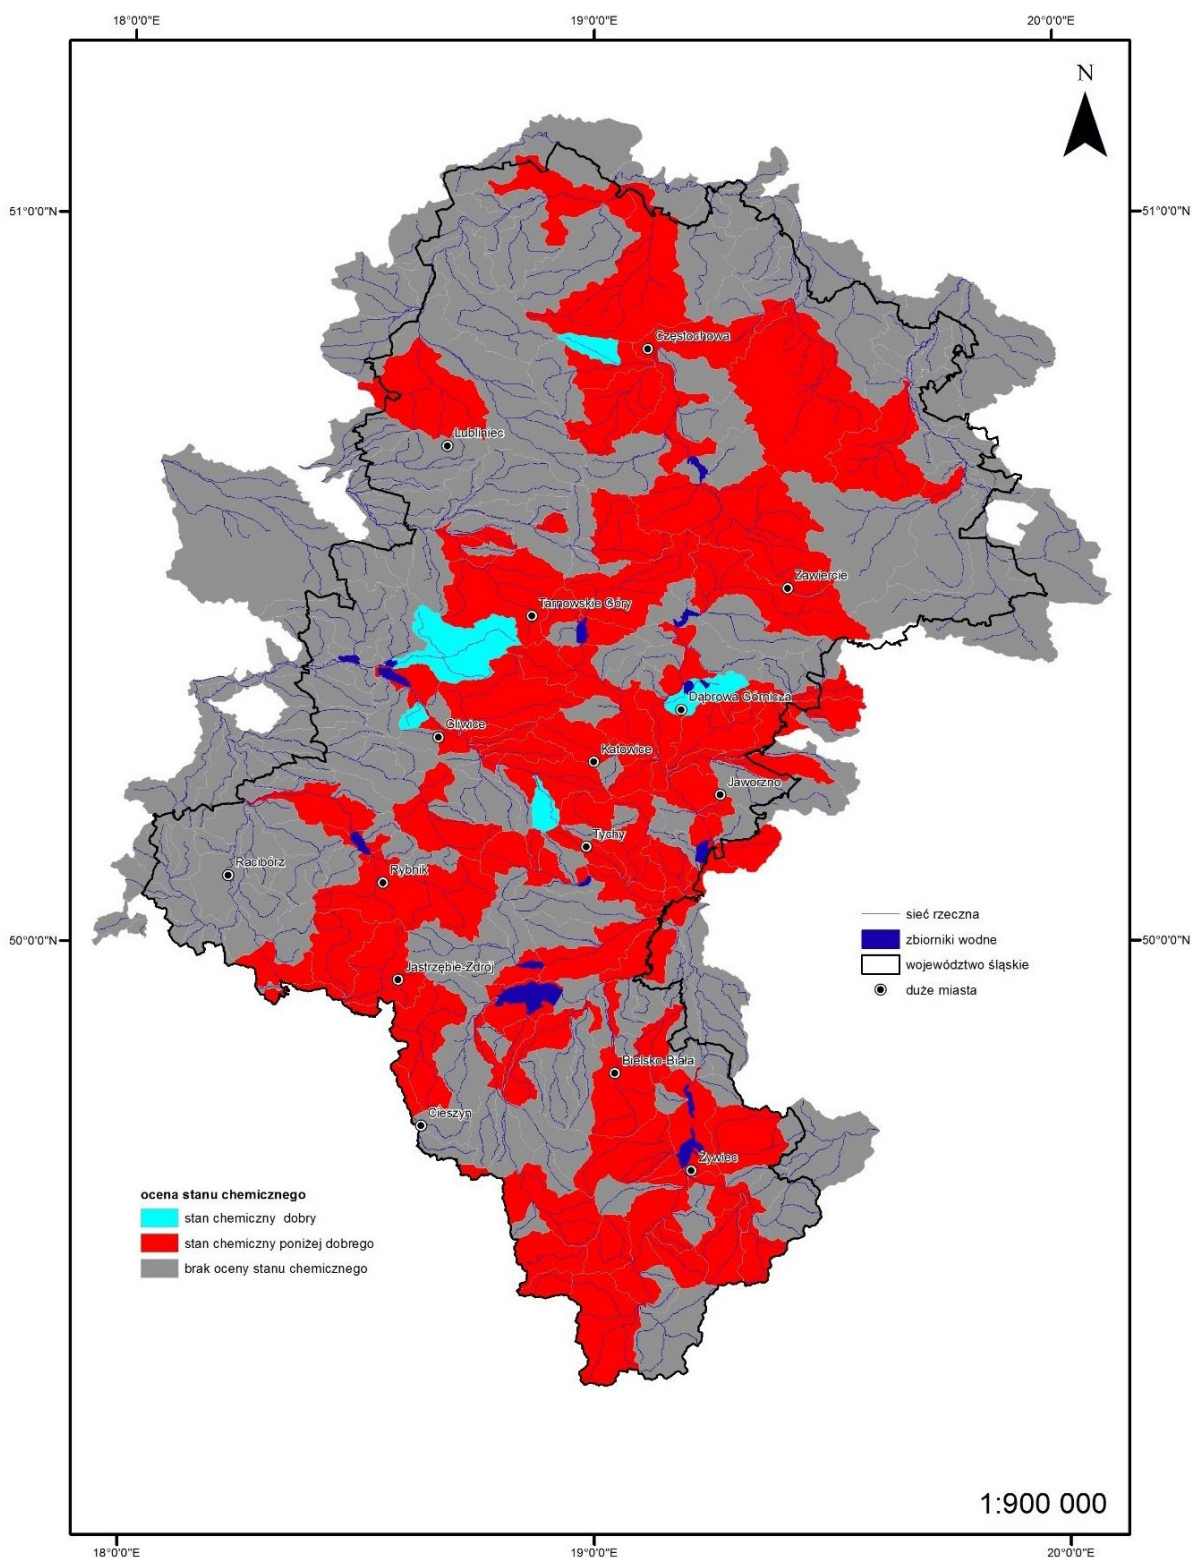 18°0'0"E
19°0'0"E
20°0'0"E
N
51°0'0"N
51°0'0"N
Częstochowa
Lubliniec
Zawiercie
Tarnowskie Góry
Dąbrowa Górnicza
Gliwice
Katowice
Jaworzno
Tychy
Racibórz
Rybnik
50°0'0"N
50°0'0"N
sieć rzeczna
zbiorniki wodne
województwo śląskie
duże miasta
Jastrzębie-Zdrój
Bielsko-Biała
Cieszyn
Żywiec
ocena stanu chemicznego
stan chemiczny dobry
stan chemiczny poniżej dobrego
brak oceny stanu chemicznego
1:900 000
18°0'0"E
19°0'0"E
20°0'0"E